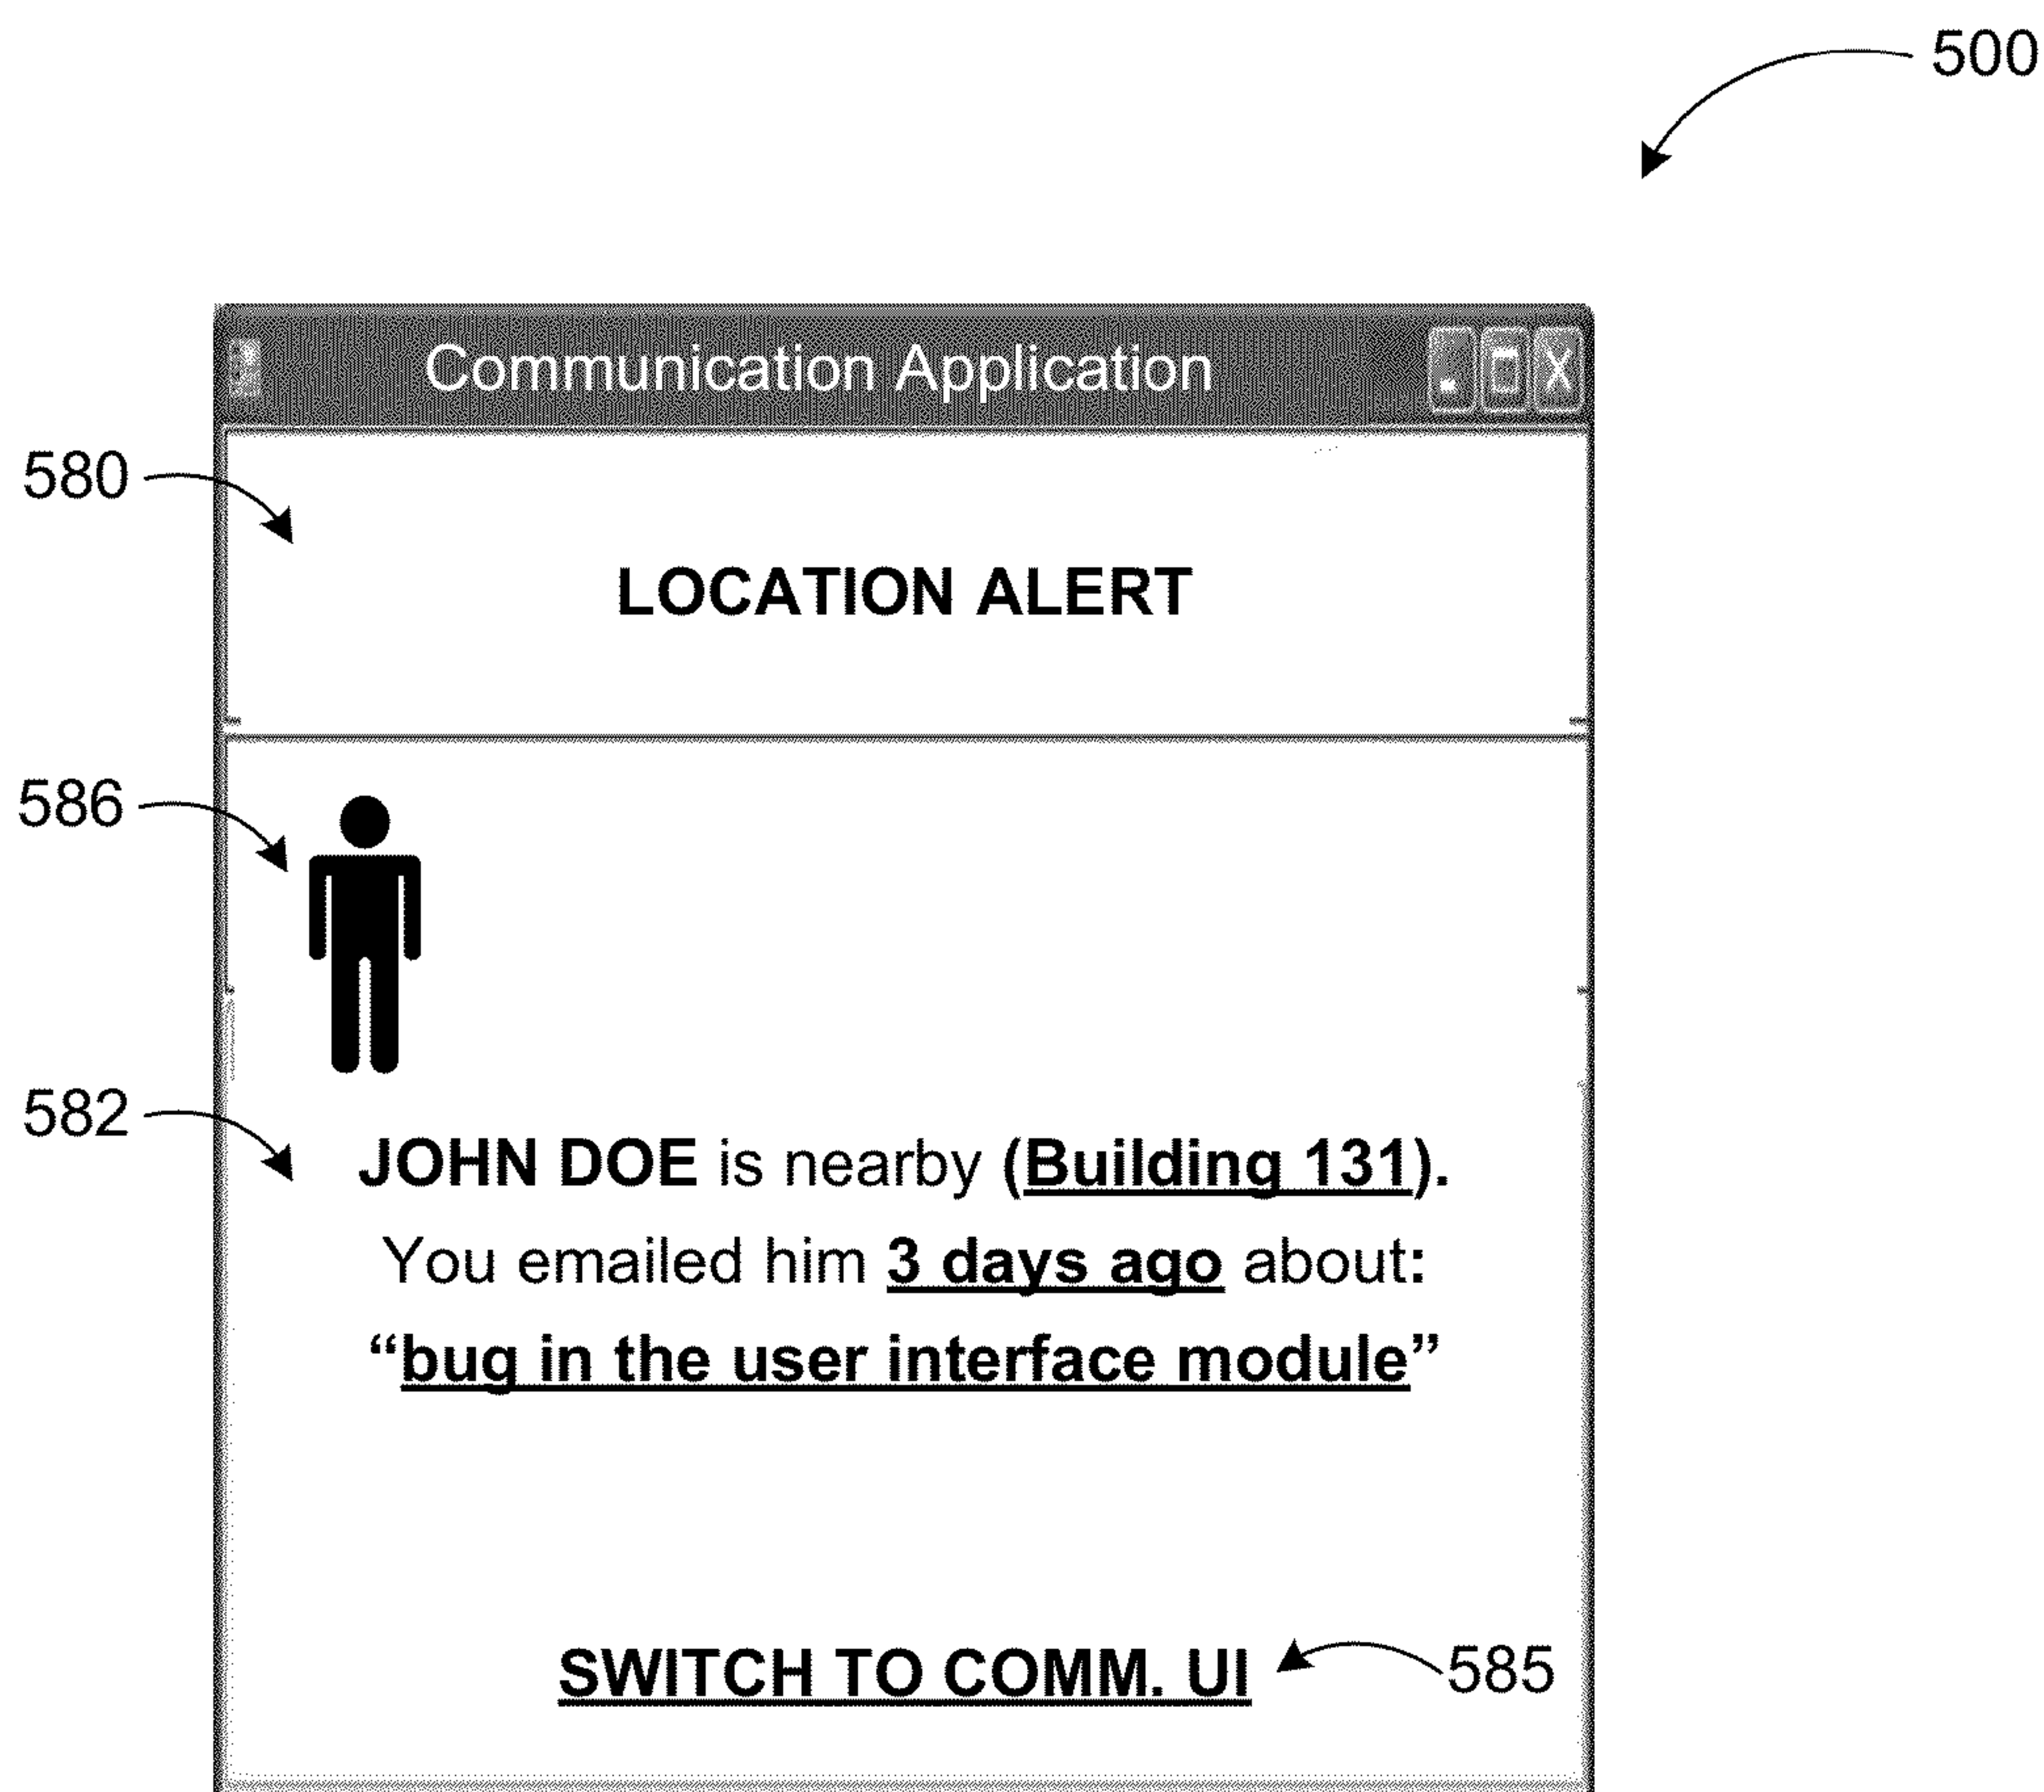 500
Communication Application
580
LOCATION ALERT
586
582
JOHN DOE is nearby (Building 131).
You emailed him 3 days ago about:
“bug in the user interface module”
SWITCH TO COMM. UI
585